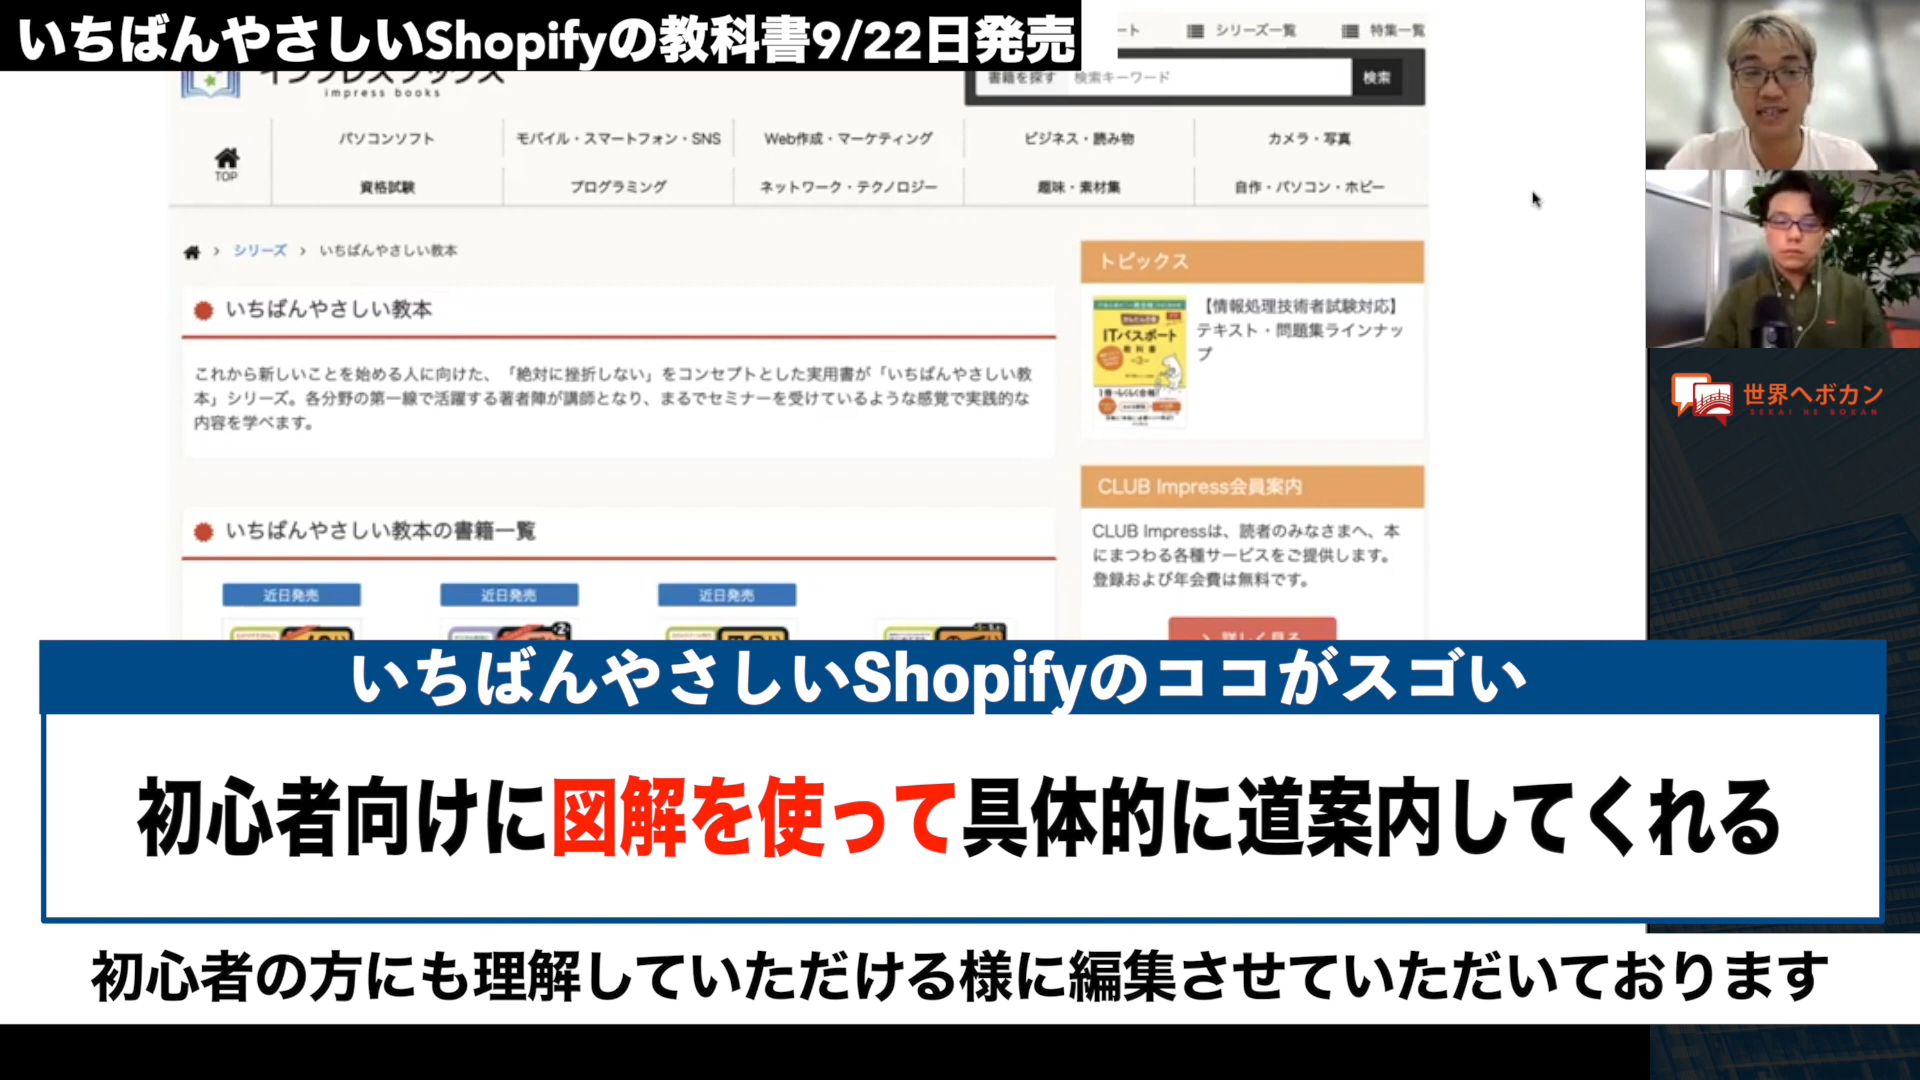 いちばんやさしいShopifyの教科書9/22日発売
シリーズ一覧
特集一覧
インプレスブックス
impress books
書籍を探す
検索キーワード
検索
TOP
パソコンソフト
モバイル・スマートフォン・SNS
Web作成・マーケティング
ビジネス・読み物
カメラ・写真
資格試験
プログラミング
ネットワーク・テクノロジー
趣味・素材集
自作・パソコン・ホビー
シリーズ
いちばんやさしい教本
いちばんやさしい教本
これから新しいことを始める人に向けた、「絶対に挫折しない」をコンセプトとした実用書が「いちばんやさしい教
本」シリーズ。各分野の第一線で活躍する著者陣が講師となり、まるでセミナーを受けているような感覚で実践的な
内容を学べます。
いちばんやさしい教本の書籍一覧
近日発売
近日発売
近日発売
トピックス
ITパスポート
【情報処理技術者試験対応】
テキスト・問題集ラインナッ
プ
CLUB Impress会員案内
CLUB Impressは、読者のみなさまへ、本
にまつわる各種サービスをご提供します。
登録および年会費は無料です。
詳しく見る
世界へボカン
SEKAI HE BOKAN
いちばんやさしいShopifyのココがスゴい
初心者向けに図解を使って具体的に道案内してくれる
初心者の方にも理解していただける様に編集させていただいております